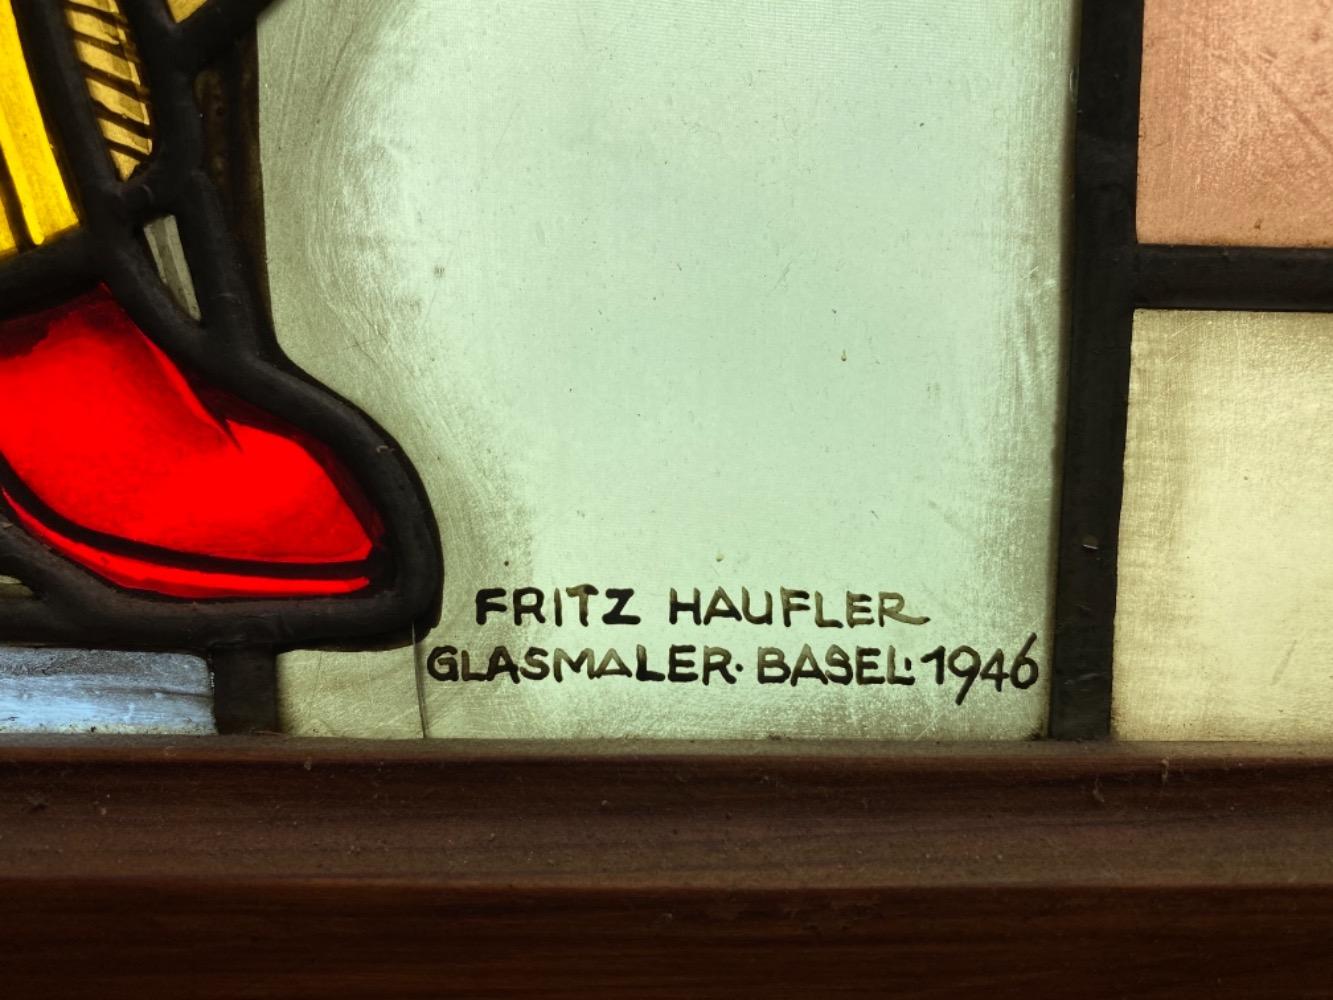 FRITZ HAUFLER
GLASMALER · BASEL · 1946